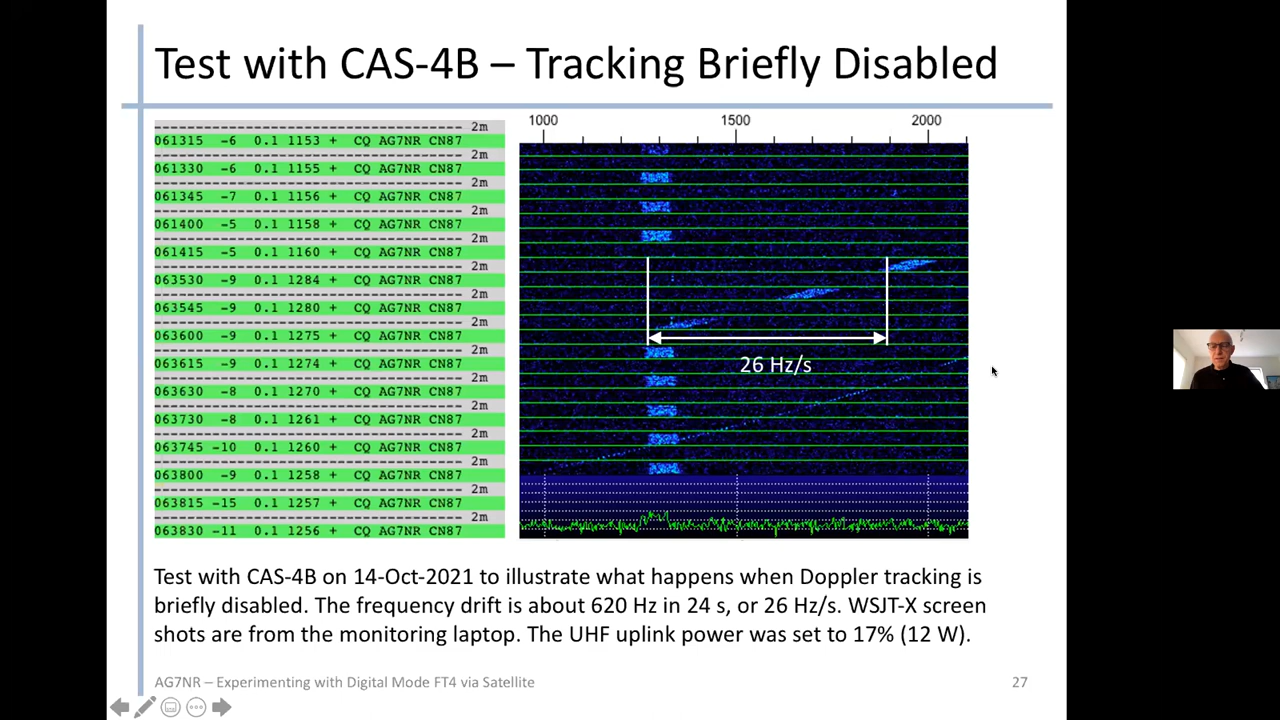 Test with CAS-4B – Tracking Briefly Disabled
------------------------------------- 2m
061315 -6 0.1 1153 + CQ AG7NR CN87
------------------------------------- 2m
061330 -6 0.1 1155 + CQ AG7NR CN87
------------------------------------- 2m
061345 -7 0.1 1156 + CQ AG7NR CN87
------------------------------------- 2m
061400 -5 0.1 1158 + CQ AG7NR CN87
------------------------------------- 2m
061415 -5 0.1 1160 + CQ AG7NR CN87
------------------------------------- 2m
063530 -9 0.1 1284 + CQ AG7NR CN87
------------------------------------- 2m
063545 -9 0.1 1280 + CQ AG7NR CN87
------------------------------------- 2m
063600 -9 0.1 1275 + CQ AG7NR CN87
------------------------------------- 2m
063615 -9 0.1 1274 + CQ AG7NR CN87
------------------------------------- 2m
063630 -8 0.1 1270 + CQ AG7NR CN87
------------------------------------- 2m
063730 -8 0.1 1261 + CQ AG7NR CN87
------------------------------------- 2m
063745 -10 0.1 1260 + CQ AG7NR CN87
------------------------------------- 2m
063800 -9 0.1 1258 + CQ AG7NR CN87
------------------------------------- 2m
063815 -15 0.1 1257 + CQ AG7NR CN87
------------------------------------- 2m
063830 -11 0.1 1256 + CQ AG7NR CN87
1000 1500 2000
26 Hz/s
Test with CAS-4B on 14-Oct-2021 to illustrate what happens when Doppler tracking is
briefly disabled. The frequency drift is about 620 Hz in 24 s, or 26 Hz/s. WSJT-X screen
shots are from the monitoring laptop. The UHF uplink power was set to 17% (12 W).
AG7NR – Experimenting with Digital Mode FT4 via Satellite
27